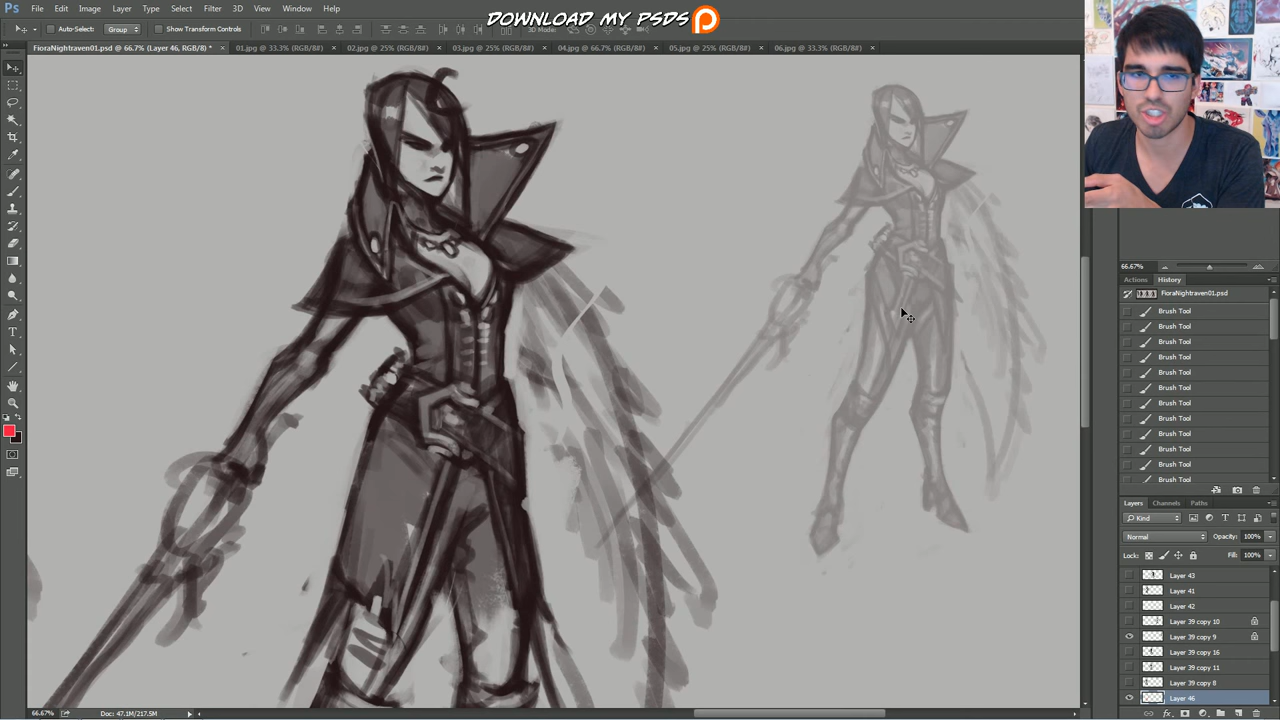 Ps File Edit Image Layer Type Select Filter 3D View Window Help
DOWNLOAD MY PSDS
Auto-Select: Group Show Transform Controls 3D Mode:
FioraNightraven01.psd @ 66.7% (Layer 46, RGB/8#) * × 01.jpg @ 33.3% (RGB/8#) × 02.jpg @ 25% (RGB/8#) × 03.jpg @ 25% (RGB/8#) × 04.jpg @ 66.7% (RGB/8#) × 05.jpg @ 25% (RGB/8#) × 06.jpg @ 33.3% (RGB/8#) ×
66.67%
Actions History
FioraNightraven01.psd
Brush Tool
Brush Tool
Brush Tool
Brush Tool
Brush Tool
Brush Tool
Brush Tool
Brush Tool
Brush Tool
Brush Tool
Brush Tool
Brush Tool
Layers Channels Paths
Kind
Normal Opacity: 100%
Lock: Fill: 100%
Layer 43
Layer 41
Layer 42
Layer 39 copy 10
Layer 39 copy 9
Layer 39 copy 16
Layer 39 copy 11
Layer 39 copy 8
Layer 46
66.67% Doc: 47.1M/217.5M